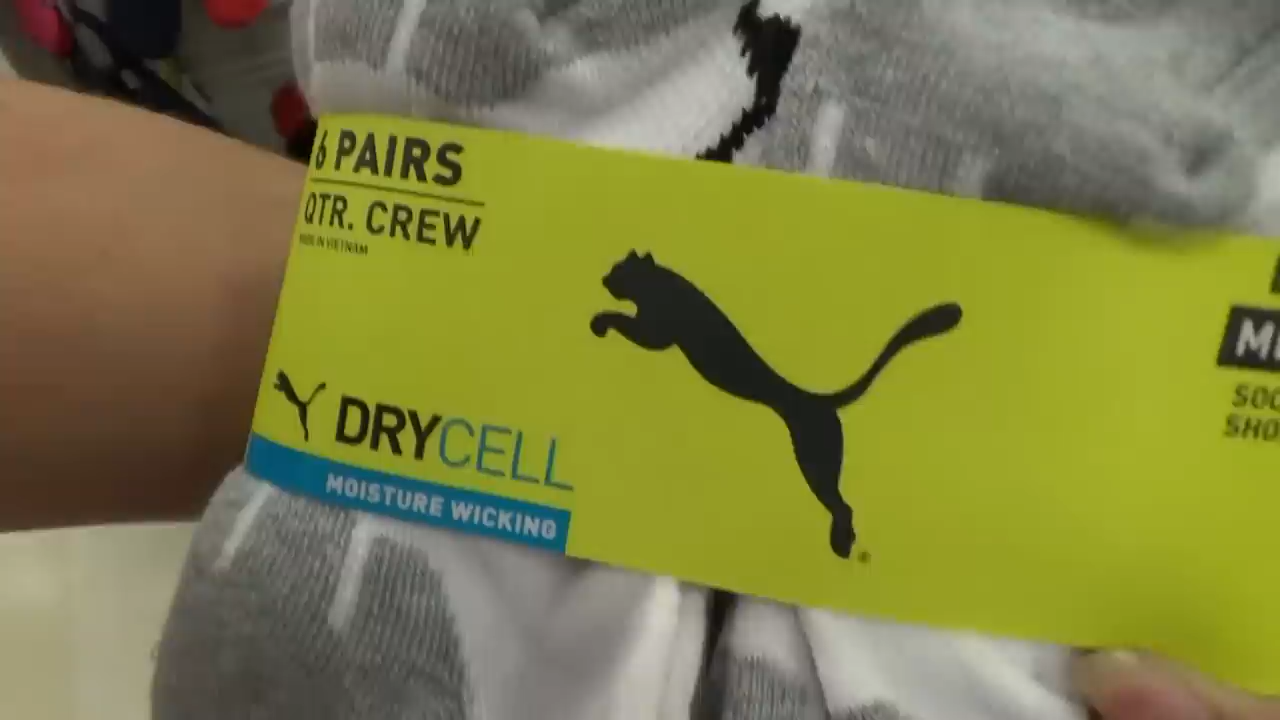 6 PAIRS
QTR. CREW
MADE IN VIETNAM
DRYCELL
MOISTURE WICKING
®